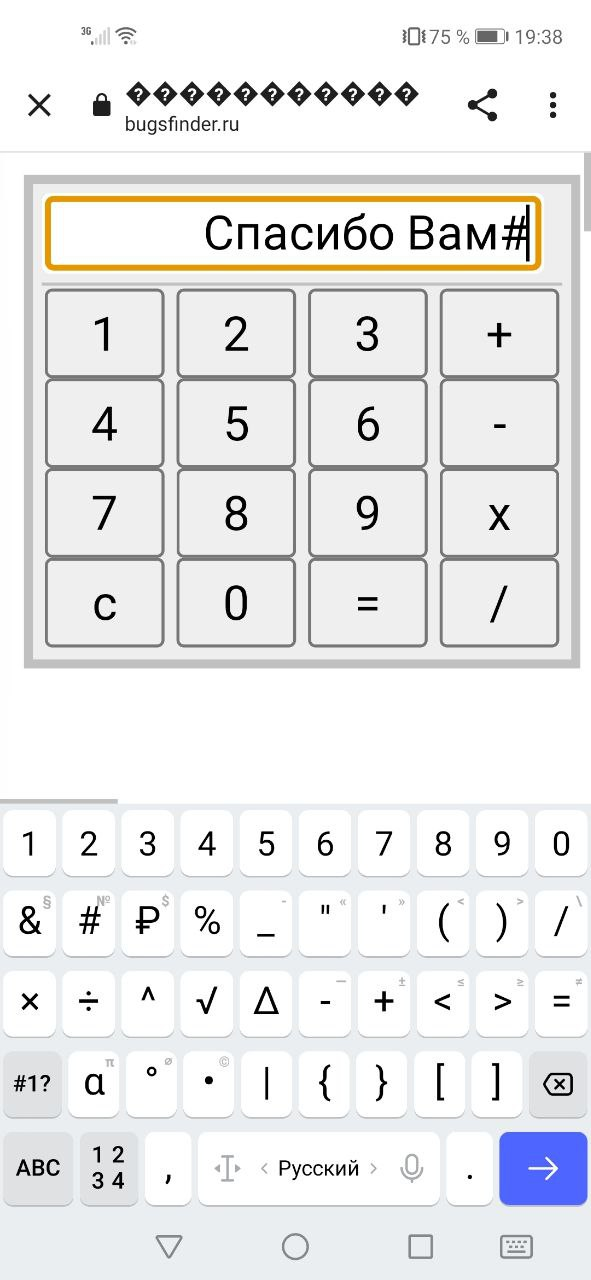 3G 75 % 19:38
������������
bugsfinder.ru
Спасибо Вам#
1 2 3 +
4 5 6 -
7 8 9 x
c 0 = /
1 2 3 4 5 6 7 8 9 0
& § # № ₽ $ % _ - " « ' » ( < ) > / \
× ÷ ^ √ Δ - — + ± < ≤ > ≥ = ≠
#1? α π ° ø • © | { } [ ]
ABC 1 2 3 4 , < Русский > .